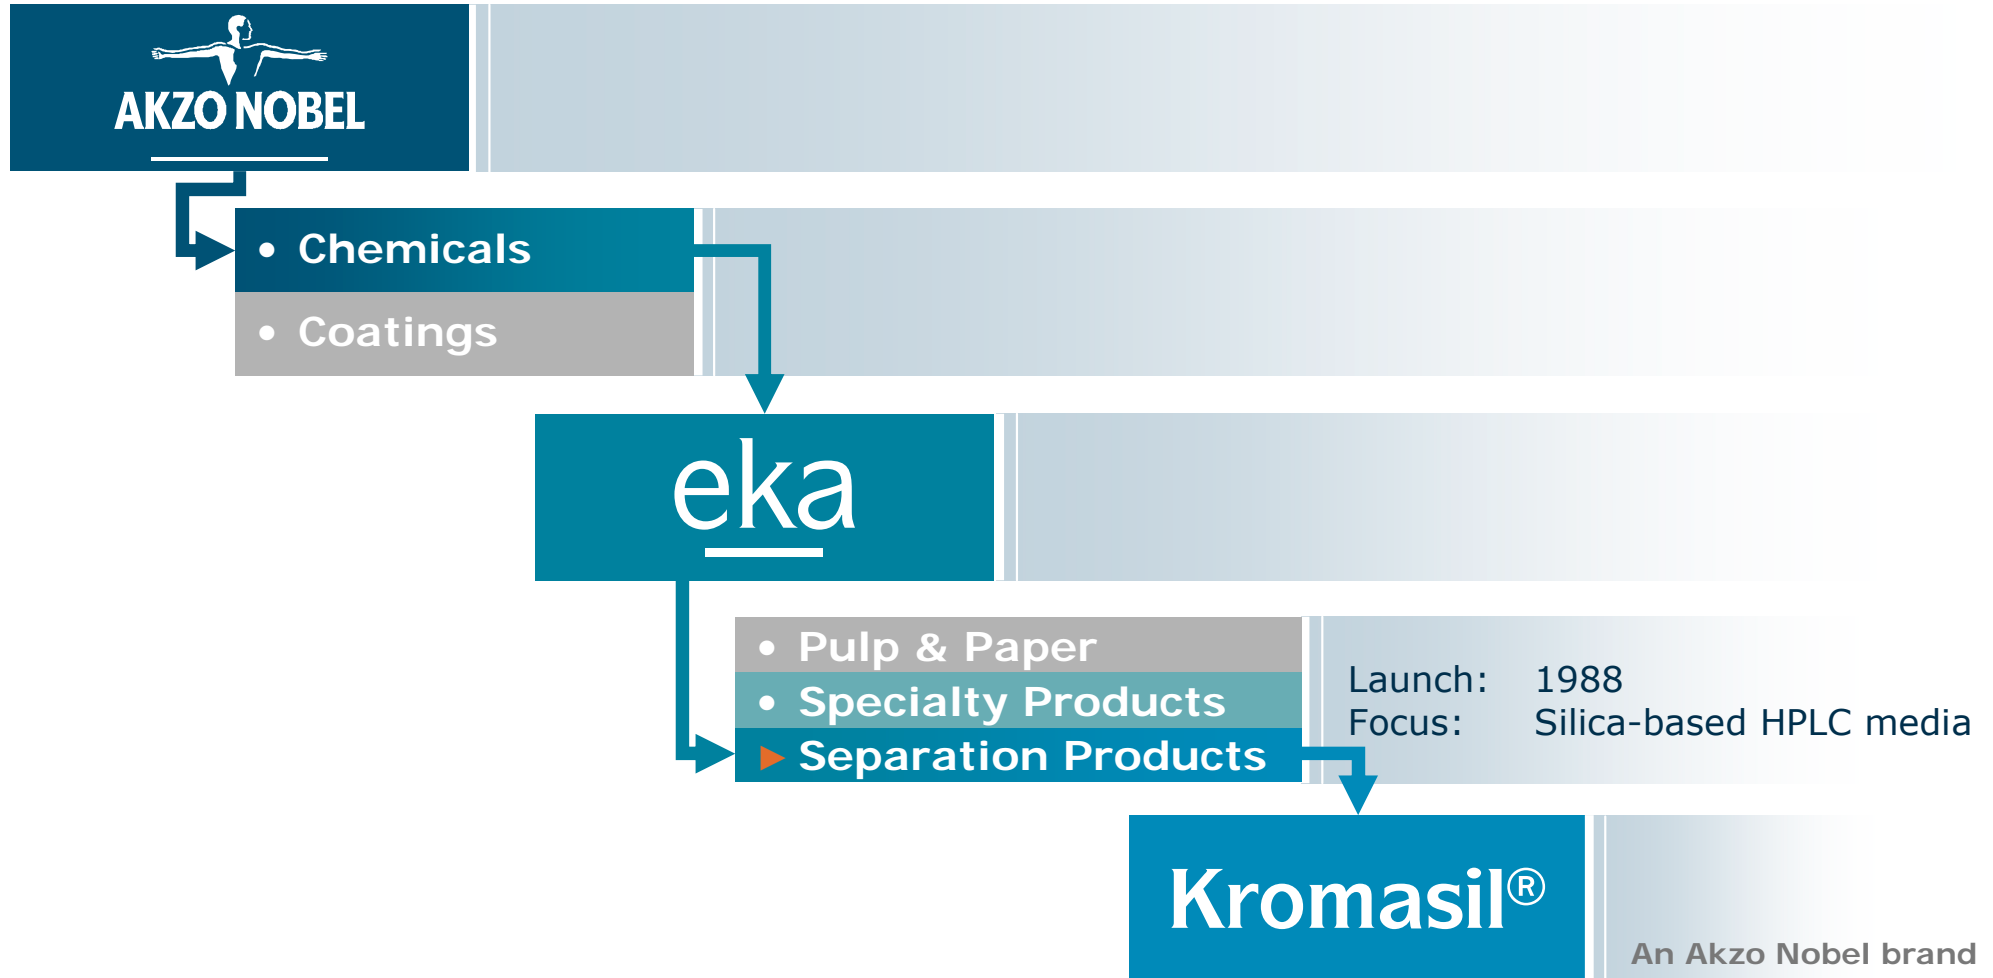 AKZO NOBEL
• Chemicals
• Coatings
eka
• Pulp & Paper
• Specialty Products
► Separation Products
Launch: 1988
Focus: Silica-based HPLC media
Kromasil®
An Akzo Nobel brand